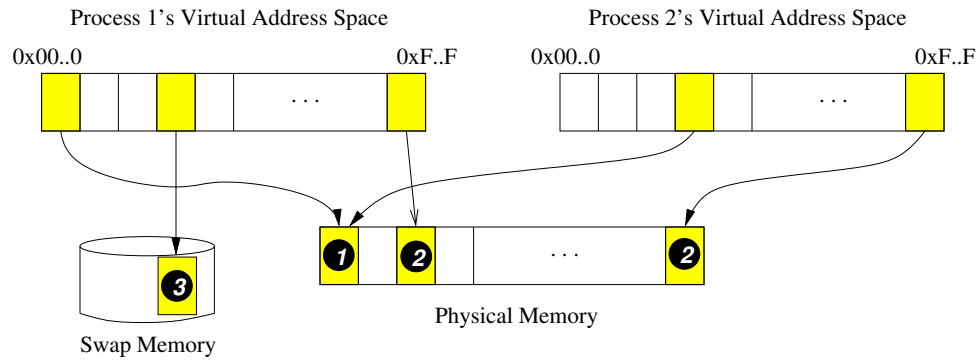 Process 1's Virtual Address Space
Process 2's Virtual Address Space
0x00..0
0xF..F
0x00..0
0xF..F
. . .
. . .
1
2
. . .
2
3
Physical Memory
Swap Memory